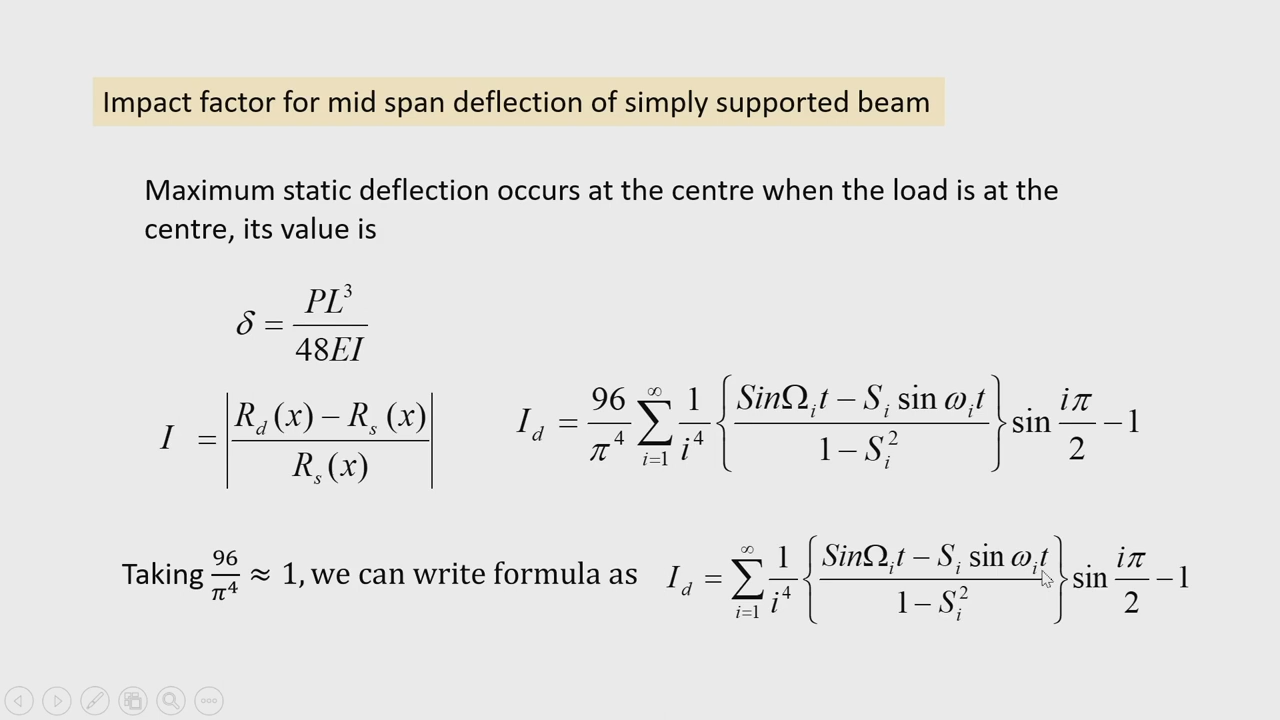 Impact factor for mid span deflection of simply supported beam
Maximum static deflection occurs at the centre when the load is at the
centre, its value is
δ = PL³ / 48EI
I = | (R_d(x) − R_s(x)) / R_s(x) |
I_d = 96/π⁴ ∑_{i=1}^{∞} 1/i⁴ { (SinΩ_i t − S_i sin ω_i t) / (1 − S_i²) } sin iπ/2 − 1
Taking 96/π⁴ ≈ 1, we can write formula as I_d = ∑_{i=1}^{∞} 1/i⁴ { (SinΩ_i t − S_i sin ω_i t) / (1 − S_i²) } sin iπ/2 − 1